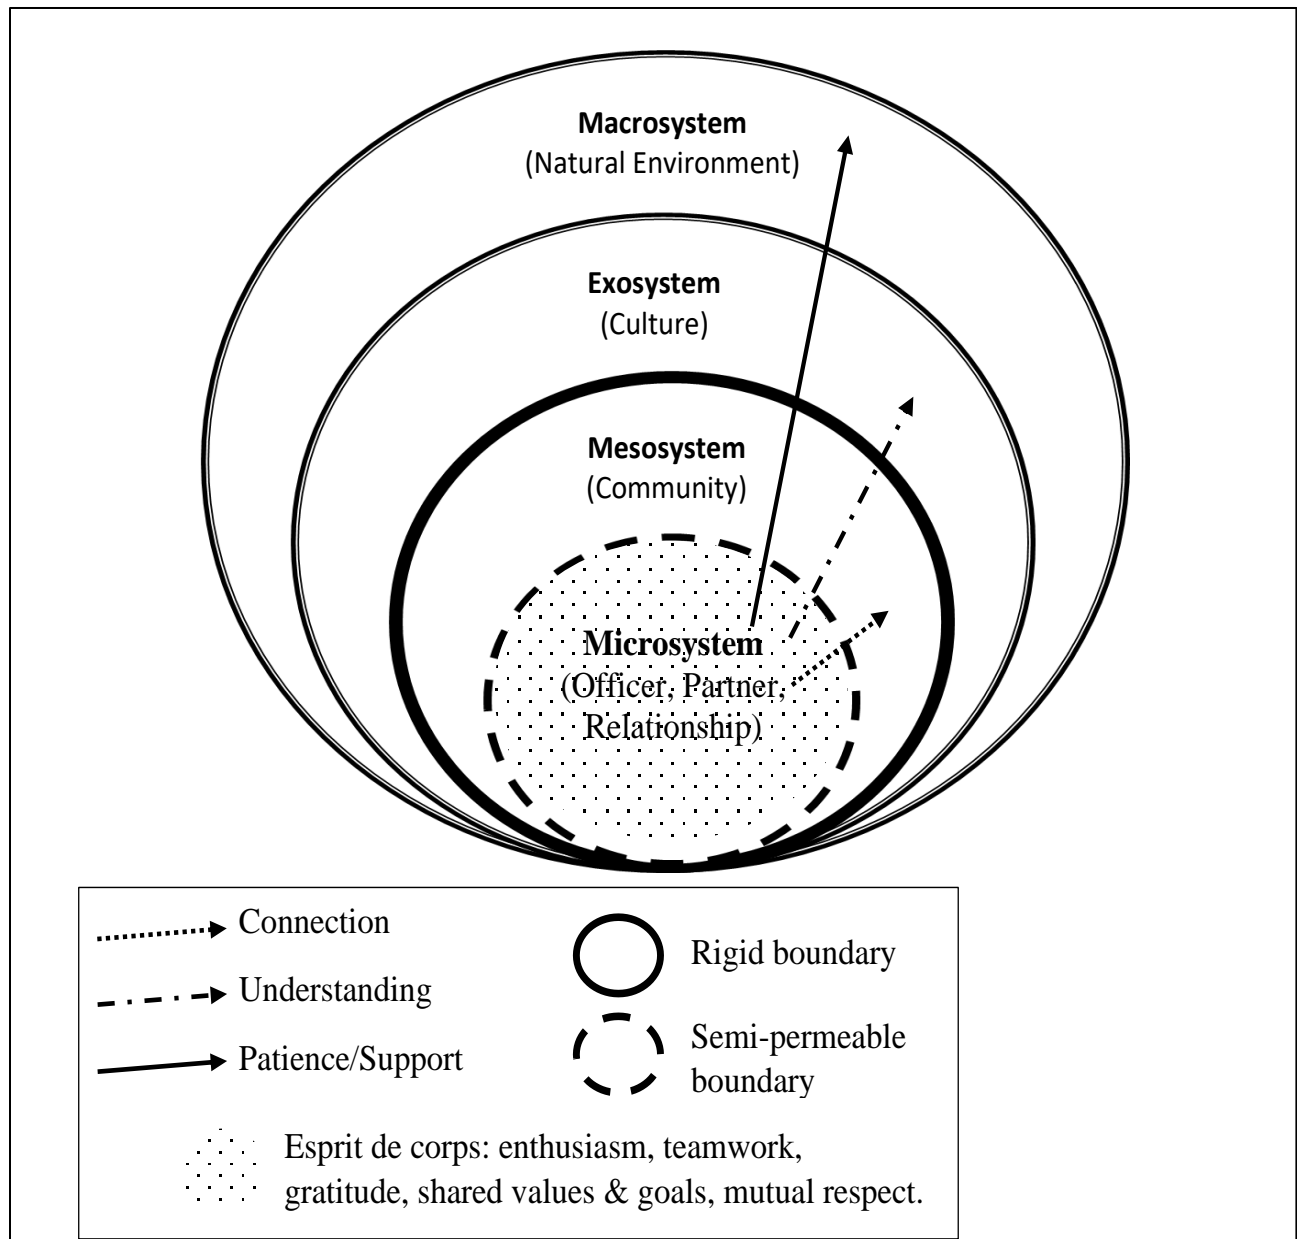 Macrosystem
(Natural Environment)
Exosystem
(Culture)
Mesosystem
(Community)
Microsystem
(Officer, Partner,
Relationship)
Connection
Understanding
Patience/Support
Rigid boundary
Semi-permeable
boundary
Esprit de corps: enthusiasm, teamwork,
gratitude, shared values & goals, mutual respect.